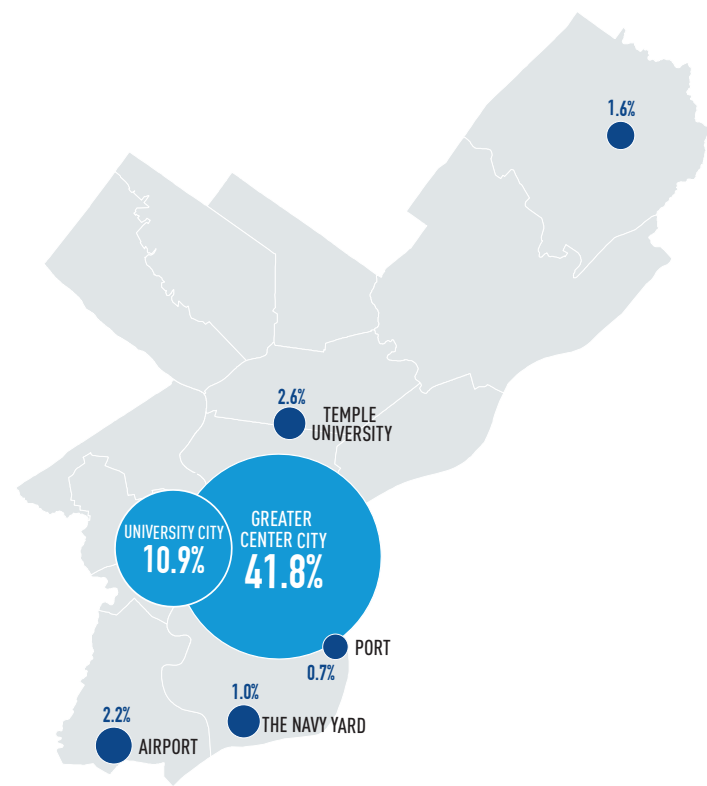 1.6%
2.6%
TEMPLE
UNIVERSITY
UNIVERSITY CITY
10.9%
GREATER
CENTER CITY
41.8%
PORT
0.7%
1.0%
THE NAVY YARD
2.2%
AIRPORT